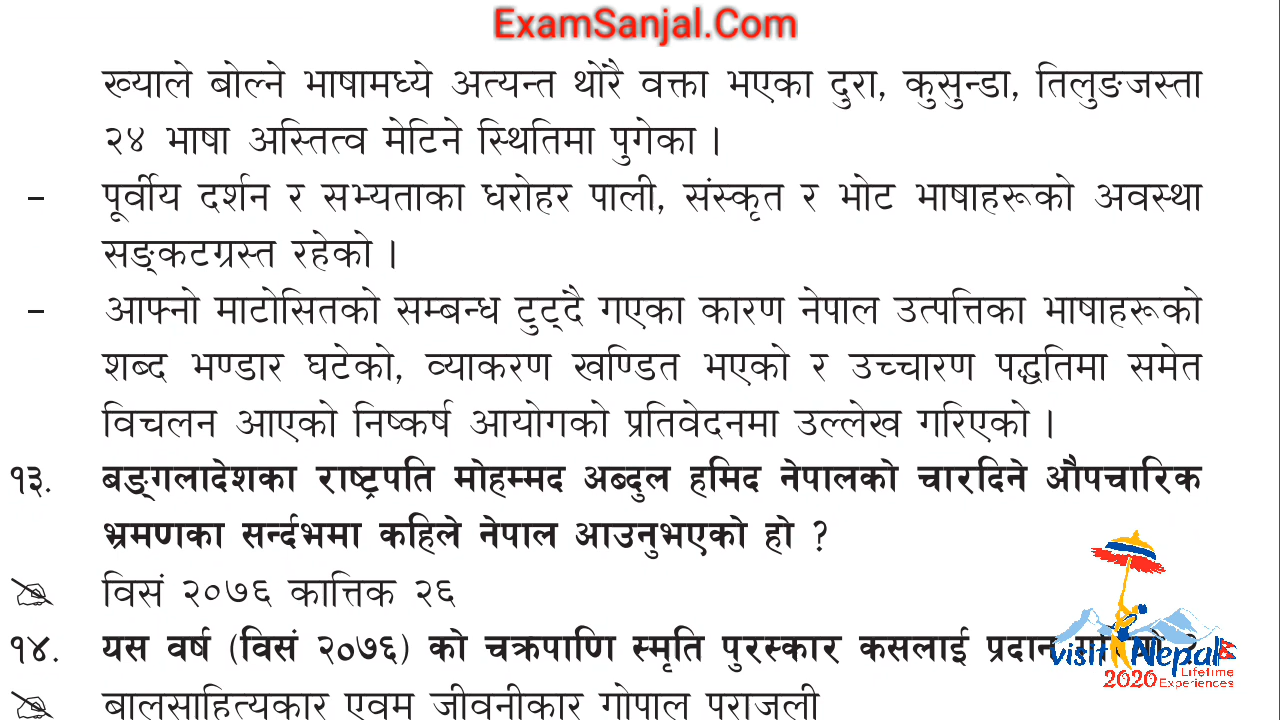 ExamSanjal.Com
ख्याले बोल्ने भाषामध्ये अत्यन्त थोरै वक्ता भएका दुरा, कुसुन्डा, तिलुङजस्ता
२४ भाषा अस्तित्व मेटिने स्थितिमा पुगेका ।
– पूर्वीय दर्शन र सभ्यताका धरोहर पाली, संस्कृत र भोट भाषाहरूको अवस्था
सङ्कटग्रस्त रहेको ।
– आफ्नो माटोसितको सम्बन्ध टुट्दै गएका कारण नेपाल उत्पत्तिका भाषाहरूको
शब्द भण्डार घटेको, व्याकरण खण्डित भएको र उच्चारण पद्धतिमा समेत
विचलन आएको निष्कर्ष आयोगको प्रतिवेदनमा उल्लेख गरिएको ।
१३. बङ्गलादेशका राष्ट्रपति मोहम्मद अब्दुल हमिद नेपालको चारदिने औपचारिक
भ्रमणका सर्न्दभमा कहिले नेपाल आउनुभएको हो ?
विसं २०७६ कात्तिक २६
१४. यस वर्ष (विसं २०७६) को चक्रपाणि स्मृति पुरस्कार कसलाई प्रदान
बालसाहित्यकार एवम जीवनीकार गोपाल पराजली
visit Nepal
2020 Lifetime
Experiences